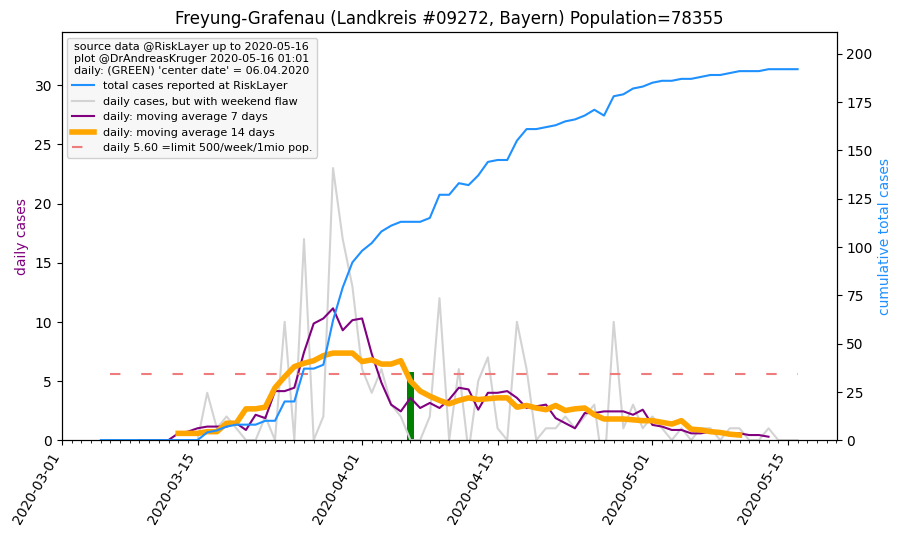 Freyung-Grafenau (Landkreis #09272, Bayern) Population=78355
source data @RiskLayer up to 2020-05-16
plot @DrAndreasKruger 2020-05-16 01:01
daily: (GREEN) 'center date' = 06.04.2020
total cases reported at RiskLayer
daily cases, but with weekend flaw
daily: moving average 7 days
daily: moving average 14 days
daily 5.60 =limit 500/week/1mio pop.
daily cases
30
25
20
15
10
5
0
cumulative total cases
200
175
150
125
100
75
50
25
0
2020-03-01
2020-03-15
2020-04-01
2020-04-15
2020-05-01
2020-05-15